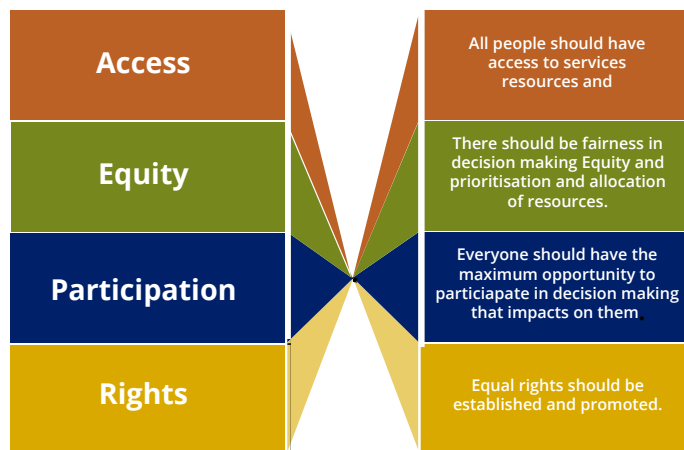 Access
All people should have
access to services
resources and
Equity
There should be fairness in
decision making Equity and
prioritisation and allocation
of resources.
Participation
Everyone should have the
maximum opportunity to
particiapate in decision making
that impacts on them.
Rights
Equal rights should be
established and promoted.